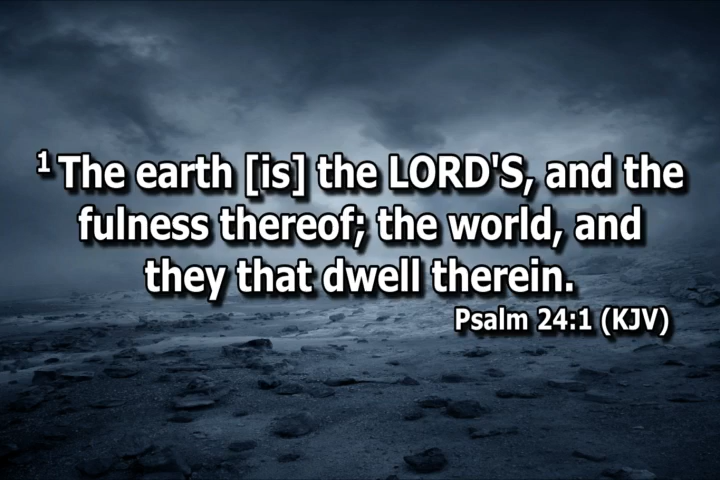 1 The earth [is] the LORD'S, and the
fulness thereof; the world, and
they that dwell therein.
Psalm 24:1 (KJV)